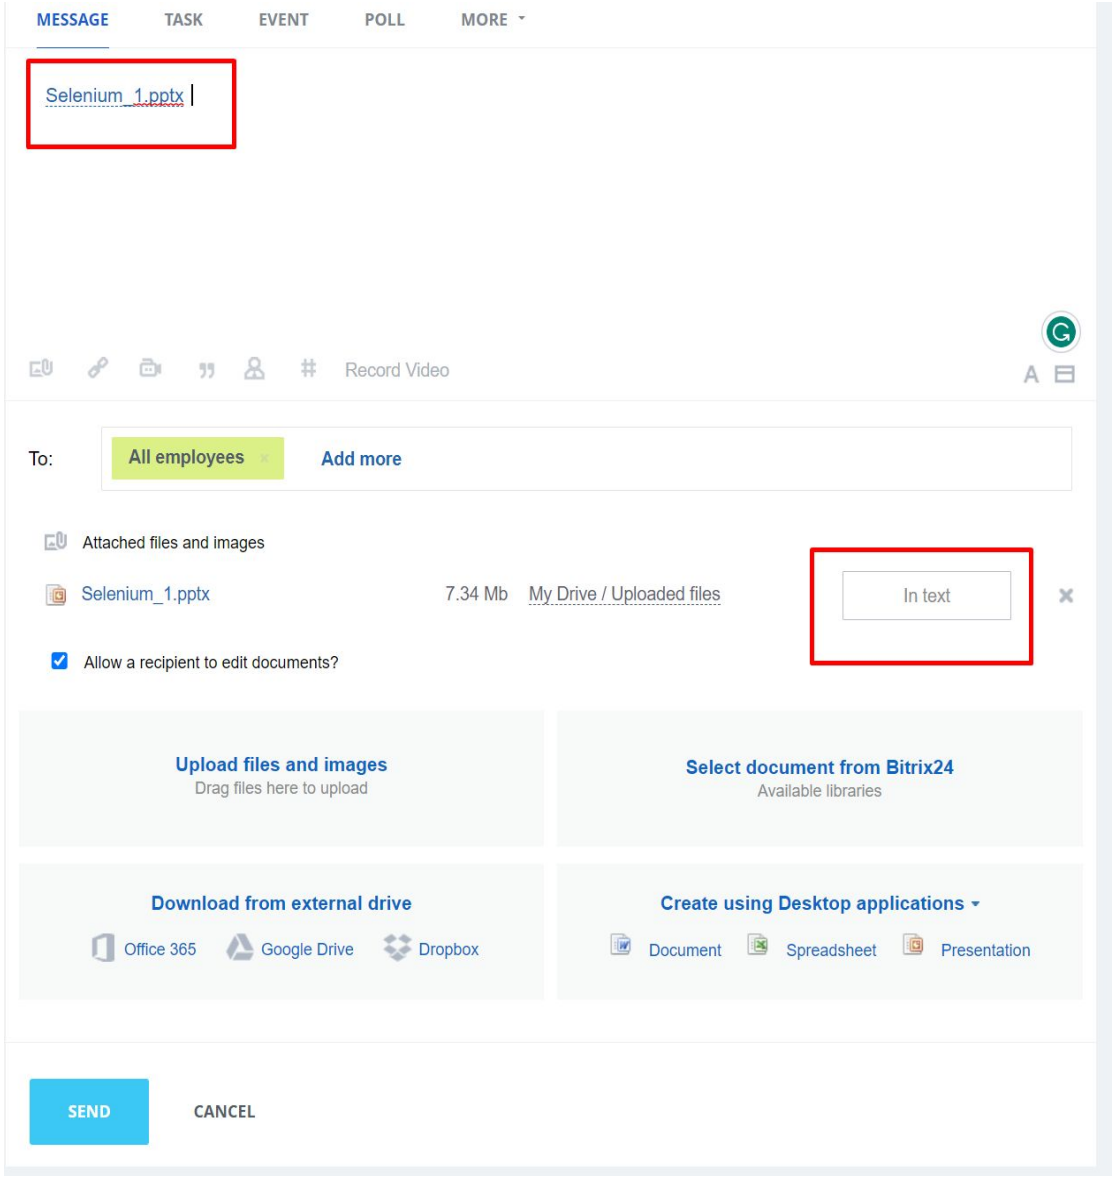 MESSAGE TASK EVENT POLL MORE
Selenium_1.pptx
Record Video
A
To: All employees × Add more
Attached files and images
Selenium_1.pptx 7.34 Mb My Drive / Uploaded files In text
Allow a recipient to edit documents?
Upload files and images
Drag files here to upload
Select document from Bitrix24
Available libraries
Download from external drive
Office 365 Google Drive Dropbox
Create using Desktop applications
Document Spreadsheet Presentation
SEND CANCEL